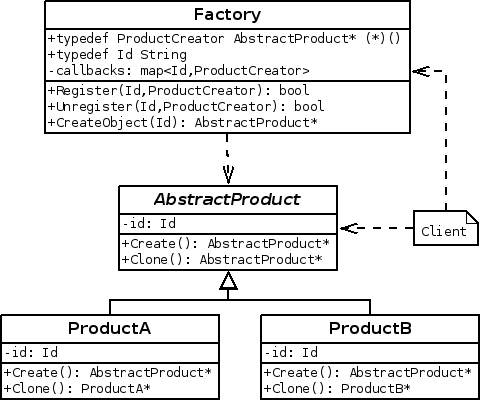 Factory
+typedef ProductCreator AbstractProduct* (*)()
+typedef Id String
-callbacks: map<Id,ProductCreator>
+Register(Id,ProductCreator): bool
+Unregister(Id,ProductCreator): bool
+CreateObject(Id): AbstractProduct*
AbstractProduct
-id: Id
+Create(): AbstractProduct*
+Clone(): AbstractProduct*
Client
ProductA
-id: Id
+Create(): AbstractProduct*
+Clone(): ProductA*
ProductB
-id: Id
+Create(): AbstractProduct*
+Clone(): ProductB*